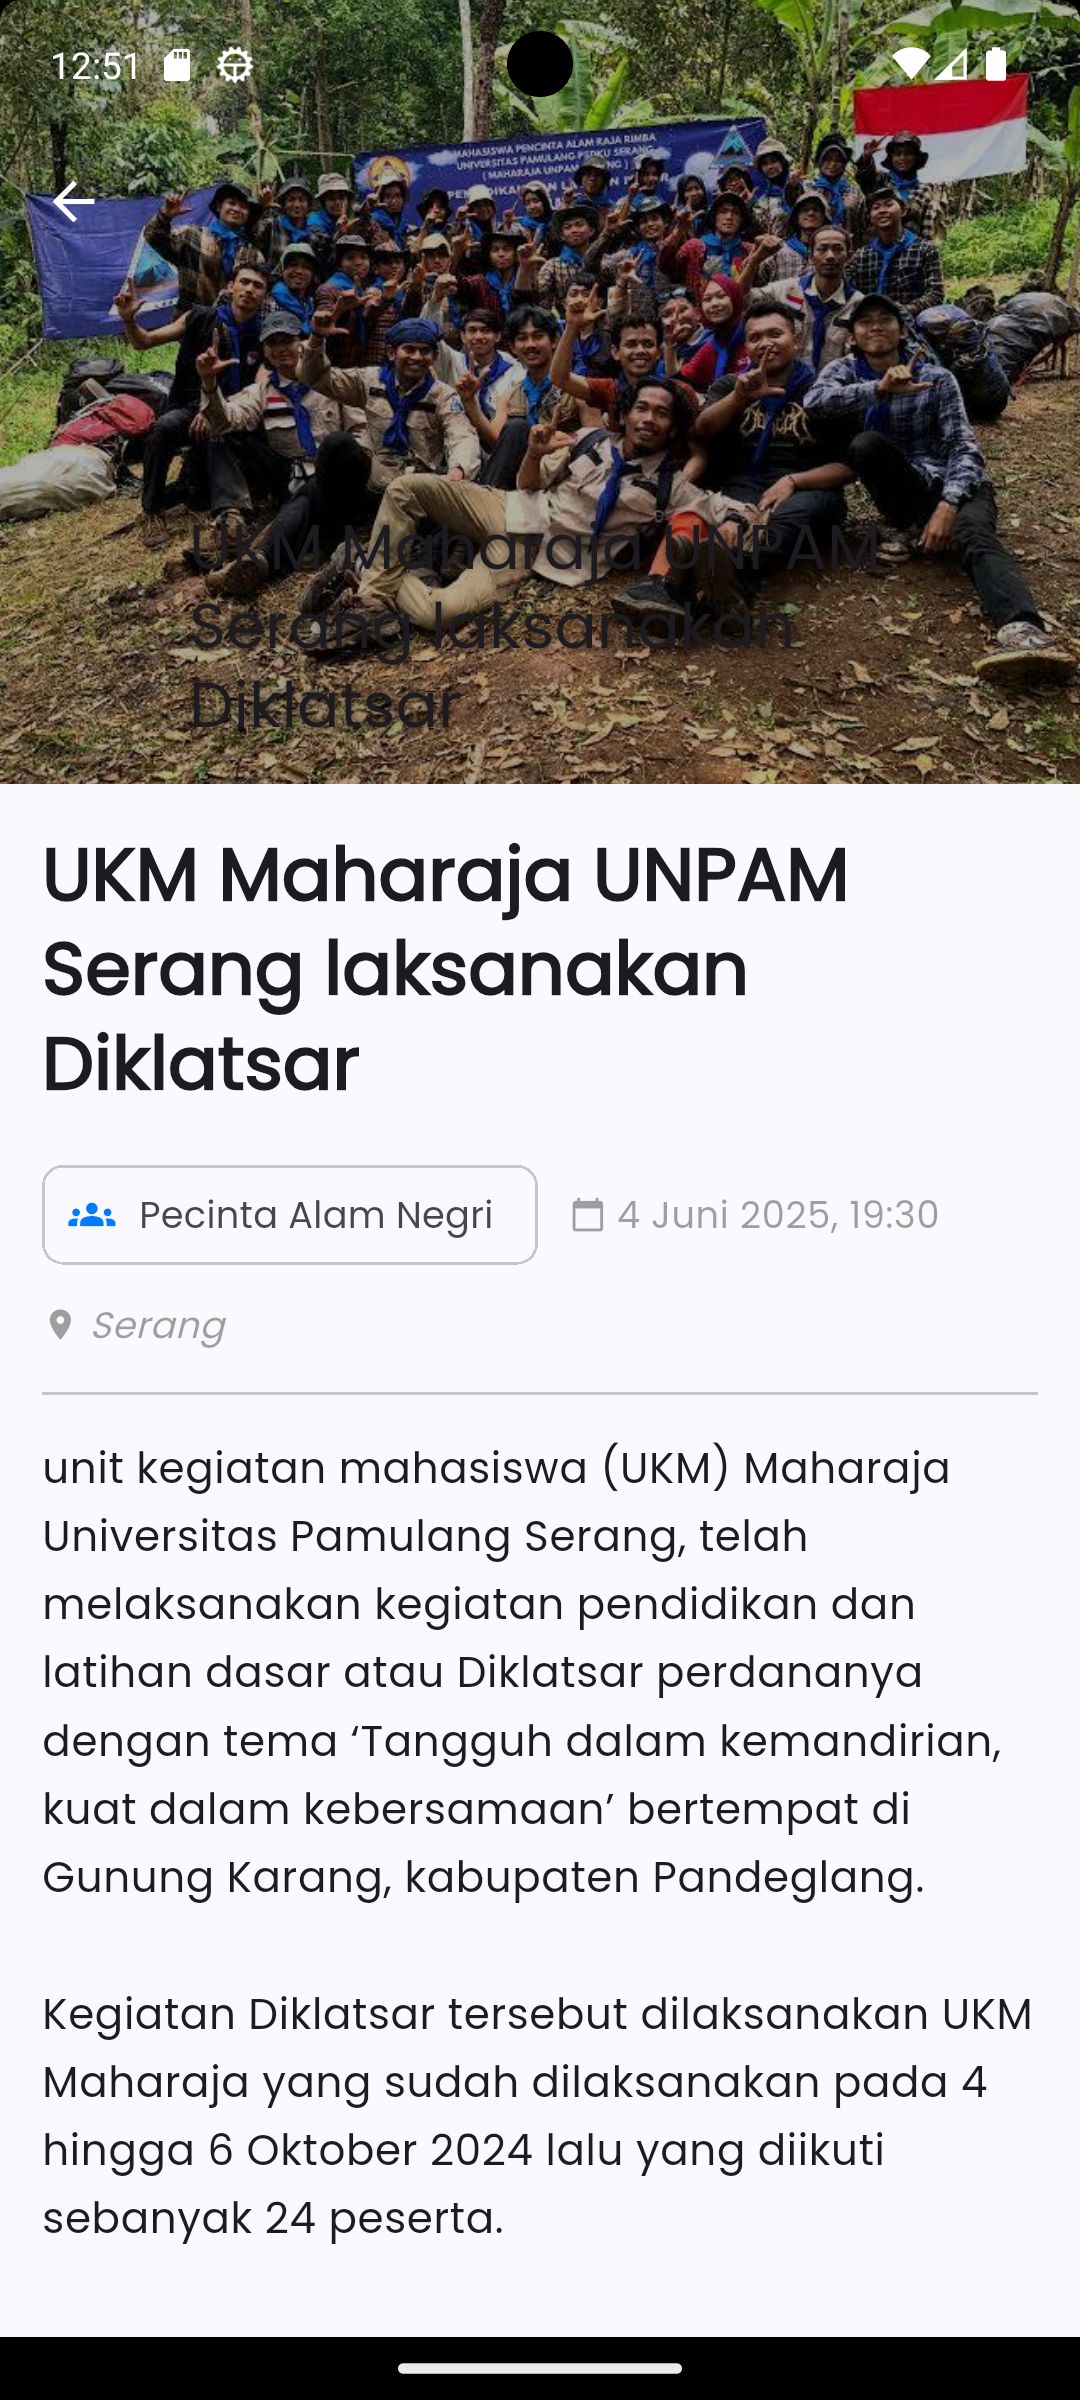 12:51
MAHASISWA PENCINTA ALAM RAJA RIMBA
UNIVERSITAS PAMULANG PSDKU SERANG
( MAHARAJA UNPAM
UKM Maharaja UNPAM
Serang laksanakan
Diklatsar
UKM Maharaja UNPAM
Serang laksanakan
Diklatsar
Pecinta Alam Negri
4 Juni 2025, 19:30
Serang
unit kegiatan mahasiswa (UKM) Maharaja
Universitas Pamulang Serang, telah
melaksanakan kegiatan pendidikan dan
latihan dasar atau Diklatsar perdananya
dengan tema ‘Tangguh dalam kemandirian,
kuat dalam kebersamaan’ bertempat di
Gunung Karang, kabupaten Pandeglang.
Kegiatan Diklatsar tersebut dilaksanakan UKM
Maharaja yang sudah dilaksanakan pada 4
hingga 6 Oktober 2024 lalu yang diikuti
sebanyak 24 peserta.